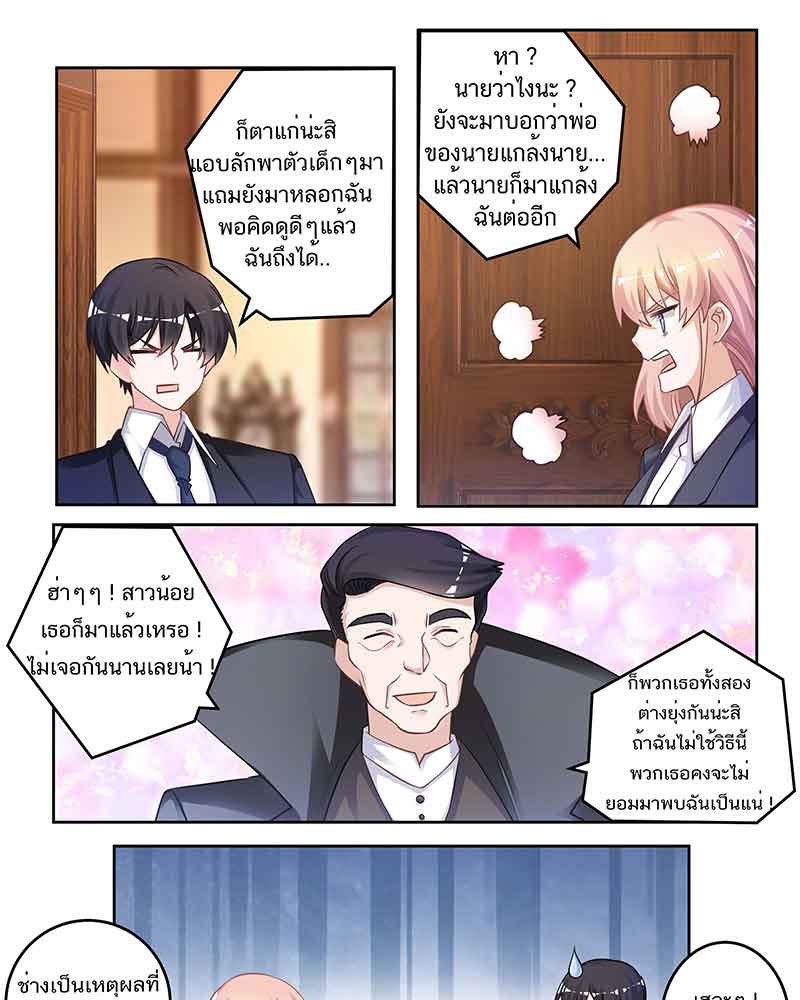 ก็ตาแก่น่ะสิ
แอบลักพาตัวเด็กๆมา
แถมยังมาหลอกฉัน
พอคิดดูดีๆแล้ว
ฉันถึงได้..
หา ?
นายว่าไงนะ ?
ยังจะมาบอกว่าพ่อ
ของนายแกล้งนาย...
แล้วนายก็มาแกล้ง
ฉันต่ออีก
ฮ่าๆๆ ! สาวน้อย
เธอก็มาแล้วเหรอ !
ไม่เจอกันนานเลยน้า !
ก็พวกเธอทั้งสอง
ต่างยุ่งกันน่ะสิ
ถ้าฉันไม่ใช้วิธีนี้
พวกเธอคงจะไม่
ยอมมาพบฉันเป็นแน่ !
ช่างเป็นเหตุผลที่